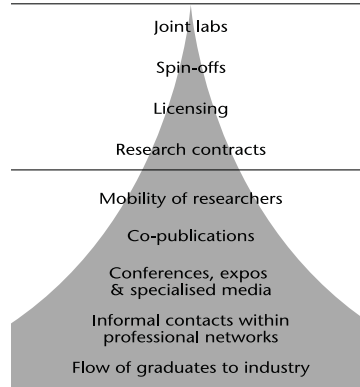 Joint labs
Spin-offs
Licensing
Research contracts
Mobility of researchers
Co-publications
Conferences, expos
& specialised media
Informal contacts within
professional networks
Flow of graduates to industry